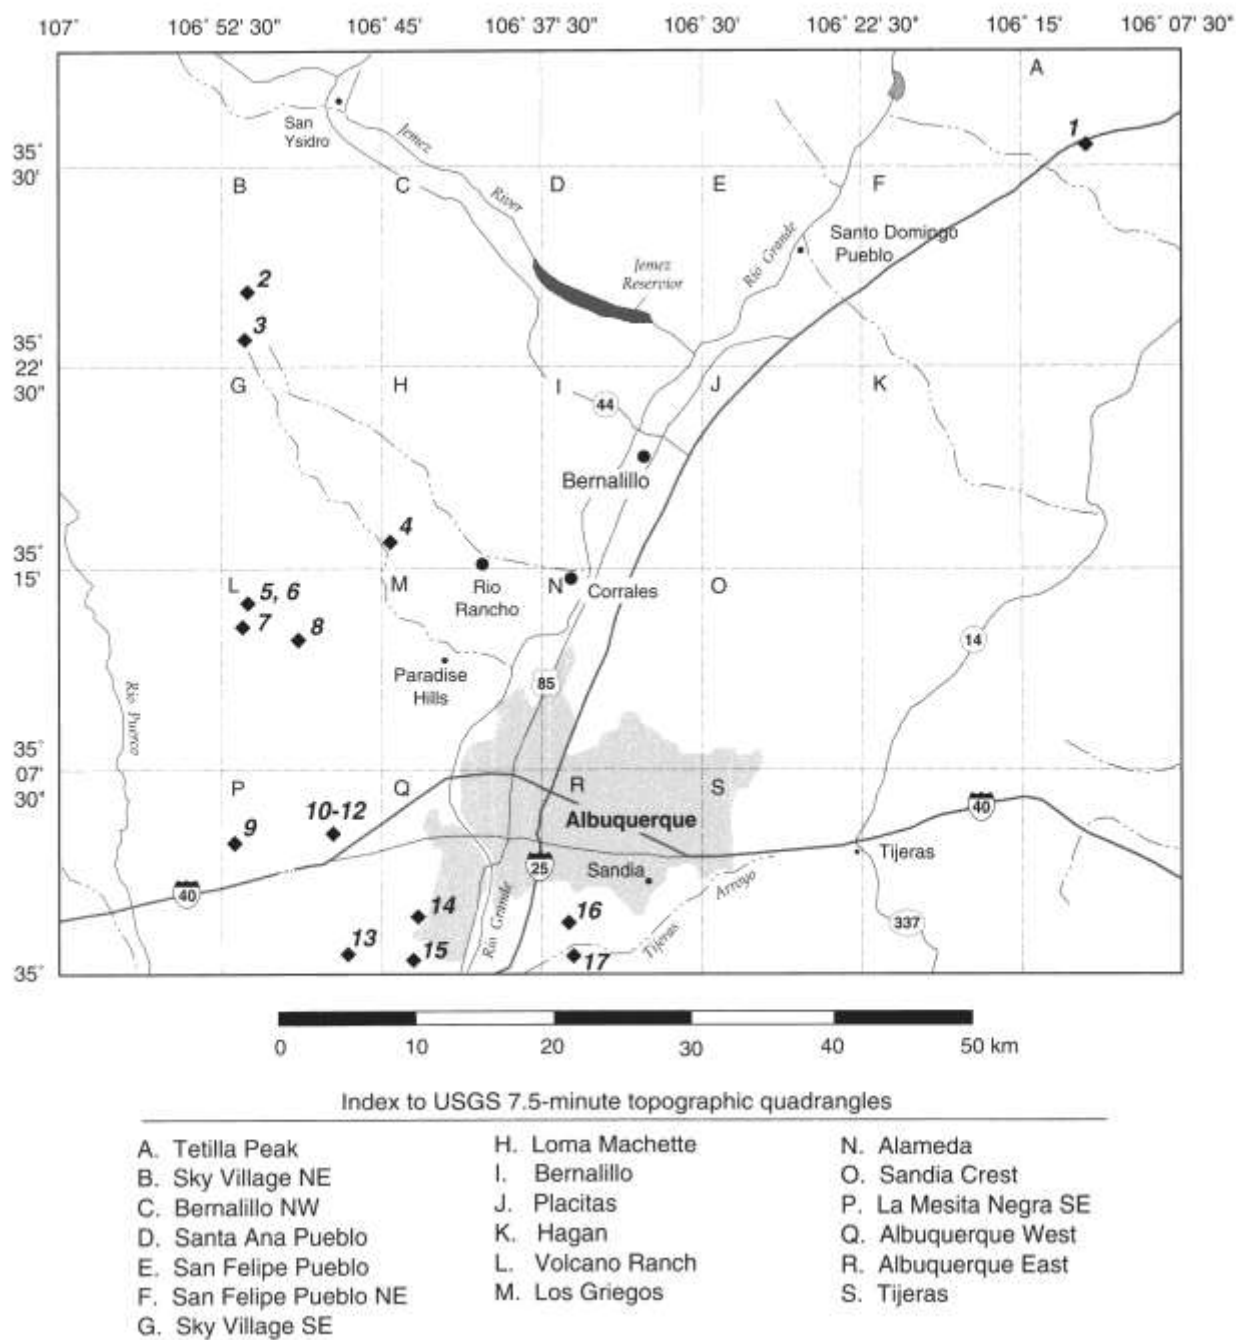 107˚ 106˚ 52' 30" 106˚ 45' 106˚ 37' 30" 106˚ 30' 106˚ 22' 30" 106˚ 15' 106˚ 07' 30"
A
San
Ysidro
Jemez
River
1
35˚
30'
B C D E F
Rio Grande
Santo Domingo
Pueblo
Jemez
Reservior
2
3
35˚
22'
30"
G H I J K
44
Bernalillo
4
35˚
15'
L M N O
5, 6
7 8
Rio
Rancho
Corrales
14
Paradise
Hills
85
Rio Puerco
35˚
07'
30"
P Q R S
10-12
9
40
Albuquerque
Tijeras
40
25
Sandia
Arroyo
Tijeras
Rio Grande
337
14
16
13 15 17
35˚
0 10 20 30 40 50 km
Index to USGS 7.5-minute topographic quadrangles
A. Tetilla Peak
B. Sky Village NE
C. Bernalillo NW
D. Santa Ana Pueblo
E. San Felipe Pueblo
F. San Felipe Pueblo NE
G. Sky Village SE
H. Loma Machette
I. Bernalillo
J. Placitas
K. Hagan
L. Volcano Ranch
M. Los Griegos
N. Alameda
O. Sandia Crest
P. La Mesita Negra SE
Q. Albuquerque West
R. Albuquerque East
S. Tijeras